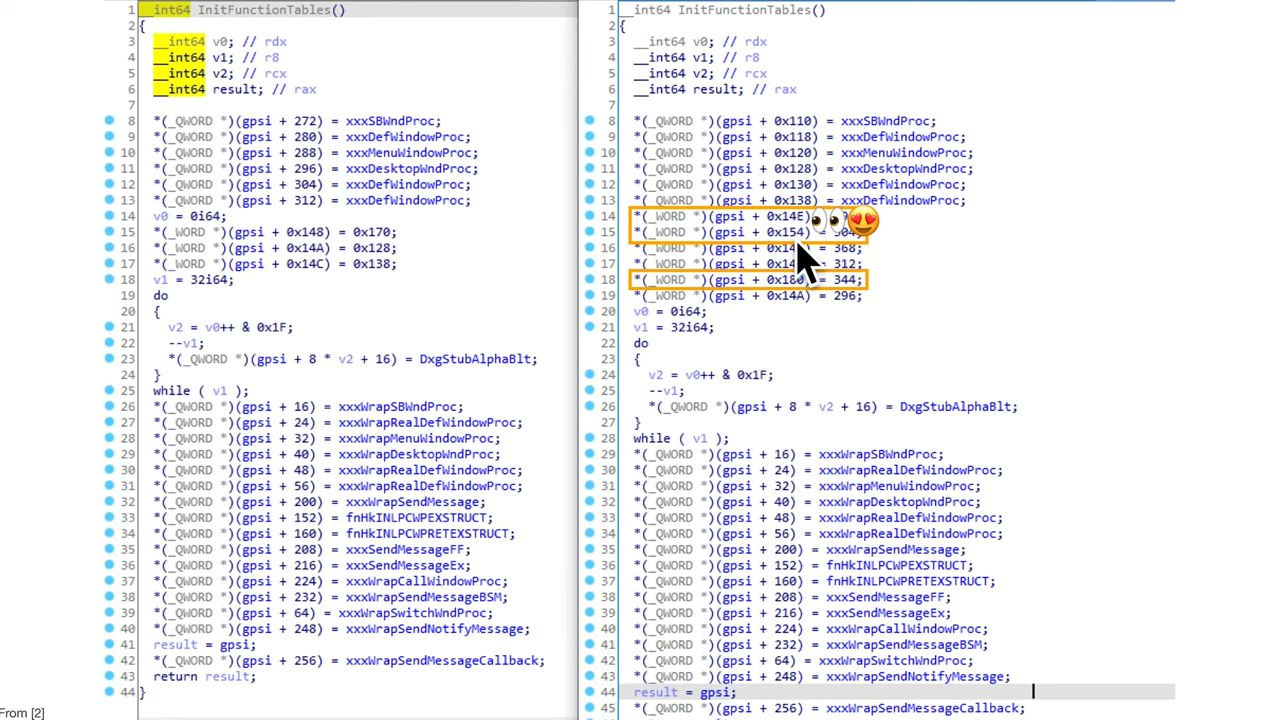 1 __int64 InitFunctionTables()
2 {
3 __int64 v0; // rdx
4 __int64 v1; // r8
5 __int64 v2; // rcx
6 __int64 result; // rax
7
8 *(_QWORD *)(gpsi + 272) = xxxSBWndProc;
9 *(_QWORD *)(gpsi + 280) = xxxDefWindowProc;
10 *(_QWORD *)(gpsi + 288) = xxxMenuWindowProc;
11 *(_QWORD *)(gpsi + 296) = xxxDesktopWndProc;
12 *(_QWORD *)(gpsi + 304) = xxxDefWindowProc;
13 *(_QWORD *)(gpsi + 312) = xxxDefWindowProc;
14 v0 = 0i64;
15 *(_WORD *)(gpsi + 0x148) = 0x170;
16 *(_WORD *)(gpsi + 0x14A) = 0x128;
17 *(_WORD *)(gpsi + 0x14C) = 0x138;
18 v1 = 32i64;
19 do
20 {
21 v2 = v0++ & 0x1F;
22 --v1;
23 *(_QWORD *)(gpsi + 8 * v2 + 16) = DxgStubAlphaBlt;
24 }
25 while ( v1 );
26 *(_QWORD *)(gpsi + 16) = xxxWrapSBWndProc;
27 *(_QWORD *)(gpsi + 24) = xxxWrapRealDefWindowProc;
28 *(_QWORD *)(gpsi + 32) = xxxWrapMenuWindowProc;
29 *(_QWORD *)(gpsi + 40) = xxxWrapDesktopWndProc;
30 *(_QWORD *)(gpsi + 48) = xxxWrapRealDefWindowProc;
31 *(_QWORD *)(gpsi + 56) = xxxWrapRealDefWindowProc;
32 *(_QWORD *)(gpsi + 200) = xxxWrapSendMessage;
33 *(_QWORD *)(gpsi + 152) = fnHkINLPCWPEXSTRUCT;
34 *(_QWORD *)(gpsi + 160) = fnHkINLPCWPRETEXSTRUCT;
35 *(_QWORD *)(gpsi + 208) = xxxSendMessageFF;
36 *(_QWORD *)(gpsi + 216) = xxxSendMessageEx;
37 *(_QWORD *)(gpsi + 224) = xxxWrapCallWindowProc;
38 *(_QWORD *)(gpsi + 232) = xxxWrapSendMessageBSM;
39 *(_QWORD *)(gpsi + 64) = xxxWrapSwitchWndProc;
40 *(_QWORD *)(gpsi + 248) = xxxWrapSendNotifyMessage;
41 result = gpsi;
42 *(_QWORD *)(gpsi + 256) = xxxWrapSendMessageCallback;
43 return result;
44 }
1 __int64 InitFunctionTables()
2 {
3 __int64 v0; // rdx
4 __int64 v1; // r8
5 __int64 v2; // rcx
6 __int64 result; // rax
7
8 *(_QWORD *)(gpsi + 0x110) = xxxSBWndProc;
9 *(_QWORD *)(gpsi + 0x118) = xxxDefWindowProc;
10 *(_QWORD *)(gpsi + 0x120) = xxxMenuWindowProc;
11 *(_QWORD *)(gpsi + 0x128) = xxxDesktopWndProc;
12 *(_QWORD *)(gpsi + 0x130) = xxxDefWindowProc;
13 *(_QWORD *)(gpsi + 0x138) = xxxDefWindowProc;
14 *(_WORD *)(gpsi + 0x14E)
15 *(_WORD *)(gpsi + 0x154) = 304;
16 *(_WORD *)(gpsi + = 368;
17 *(_WORD *)(gpsi + = 312;
18 *(_WORD *)(gpsi + 0x180) = 344;
19 *(_WORD *)(gpsi + 0x14A) = 296;
20 v0 = 0i64;
21 v1 = 32i64;
22 do
23 {
24 v2 = v0++ & 0x1F;
25 --v1;
26 *(_QWORD *)(gpsi + 8 * v2 + 16) = DxgStubAlphaBlt;
27 }
28 while ( v1 );
29 *(_QWORD *)(gpsi + 16) = xxxWrapSBWndProc;
30 *(_QWORD *)(gpsi + 24) = xxxWrapRealDefWindowProc;
31 *(_QWORD *)(gpsi + 32) = xxxWrapMenuWindowProc;
32 *(_QWORD *)(gpsi + 40) = xxxWrapDesktopWndProc;
33 *(_QWORD *)(gpsi + 48) = xxxWrapRealDefWindowProc;
34 *(_QWORD *)(gpsi + 56) = xxxWrapRealDefWindowProc;
35 *(_QWORD *)(gpsi + 200) = xxxWrapSendMessage;
36 *(_QWORD *)(gpsi + 152) = fnHkINLPCWPEXSTRUCT;
37 *(_QWORD *)(gpsi + 160) = fnHkINLPCWPRETEXSTRUCT;
38 *(_QWORD *)(gpsi + 208) = xxxSendMessageFF;
39 *(_QWORD *)(gpsi + 216) = xxxSendMessageEx;
40 *(_QWORD *)(gpsi + 224) = xxxWrapCallWindowProc;
41 *(_QWORD *)(gpsi + 232) = xxxWrapSendMessageBSM;
42 *(_QWORD *)(gpsi + 64) = xxxWrapSwitchWndProc;
43 *(_QWORD *)(gpsi + 248) = xxxWrapSendNotifyMessage;
44 result = gpsi;
45 *(_QWORD *)(gpsi + 256) = xxxWrapSendMessageCallback;
From [2]